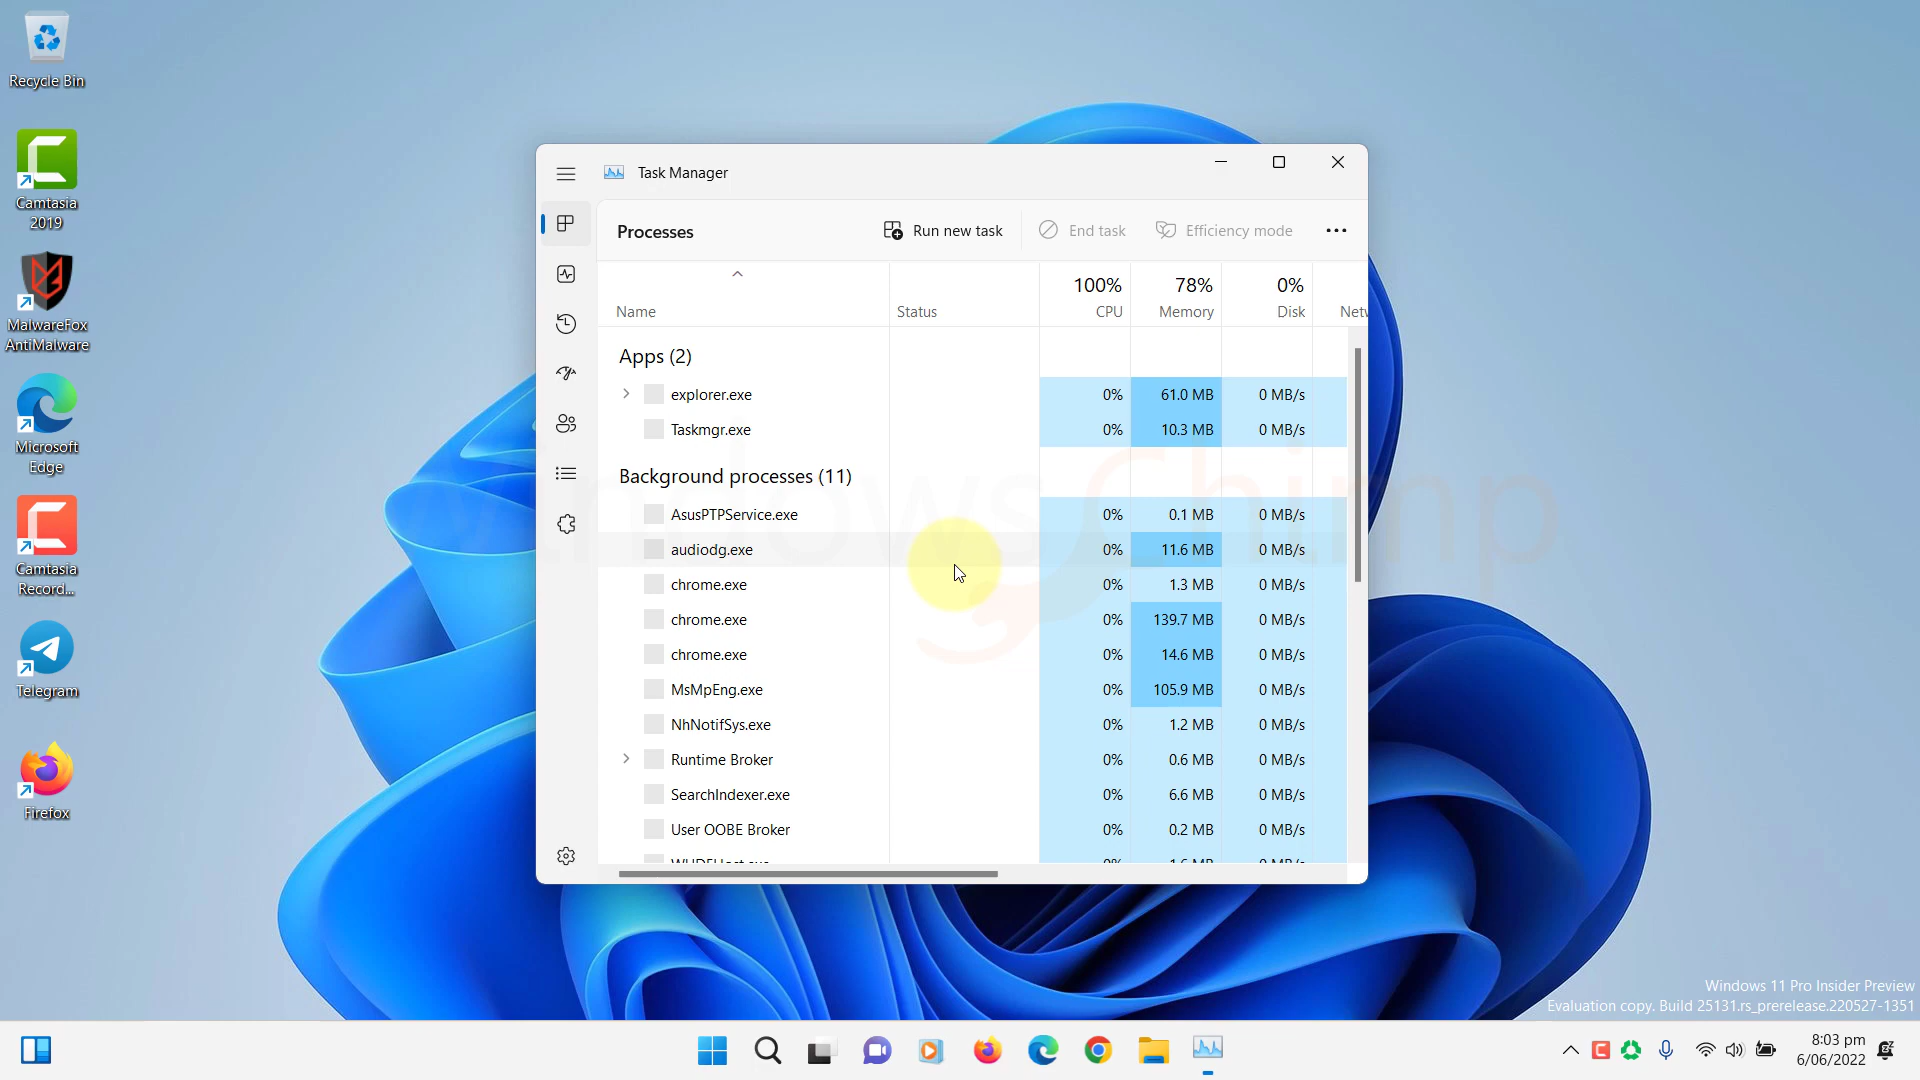 Recycle Bin
Camtasia
2019
MalwareFox
AntiMalware
Microsoft
Edge
Camtasia
Record...
Telegram
Firefox
Task Manager
Processes
Run new task
End task
Efficiency mode
100%
78%
0%
Name
Status
CPU
Memory
Disk
Apps (2)
explorer.exe 0% 61.0 MB 0 MB/s
Taskmgr.exe 0% 10.3 MB 0 MB/s
Background processes (11)
AsusPTPService.exe 0% 0.1 MB 0 MB/s
audiodg.exe 0% 11.6 MB 0 MB/s
chrome.exe 0% 1.3 MB 0 MB/s
chrome.exe 0% 139.7 MB 0 MB/s
chrome.exe 0% 14.6 MB 0 MB/s
MsMpEng.exe 0% 105.9 MB 0 MB/s
NhNotifSys.exe 0% 1.2 MB 0 MB/s
Runtime Broker 0% 0.6 MB 0 MB/s
SearchIndexer.exe 0% 6.6 MB 0 MB/s
User OOBE Broker 0% 0.2 MB 0 MB/s
windowsChimp
Windows 11 Pro Insider Preview
Evaluation copy. Build 25131.rs_prerelease.220527-1351
8:03 pm
6/06/2022